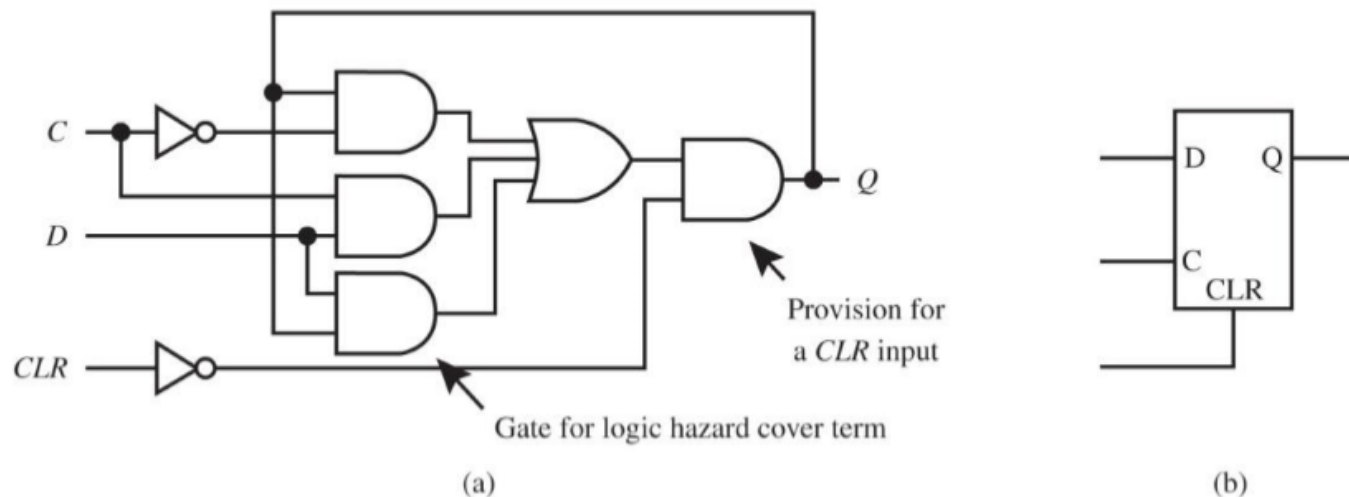 C
D
CLR
Q
Provision for
a CLR input
Gate for logic hazard cover term
(a)
D Q
C
CLR
(b)